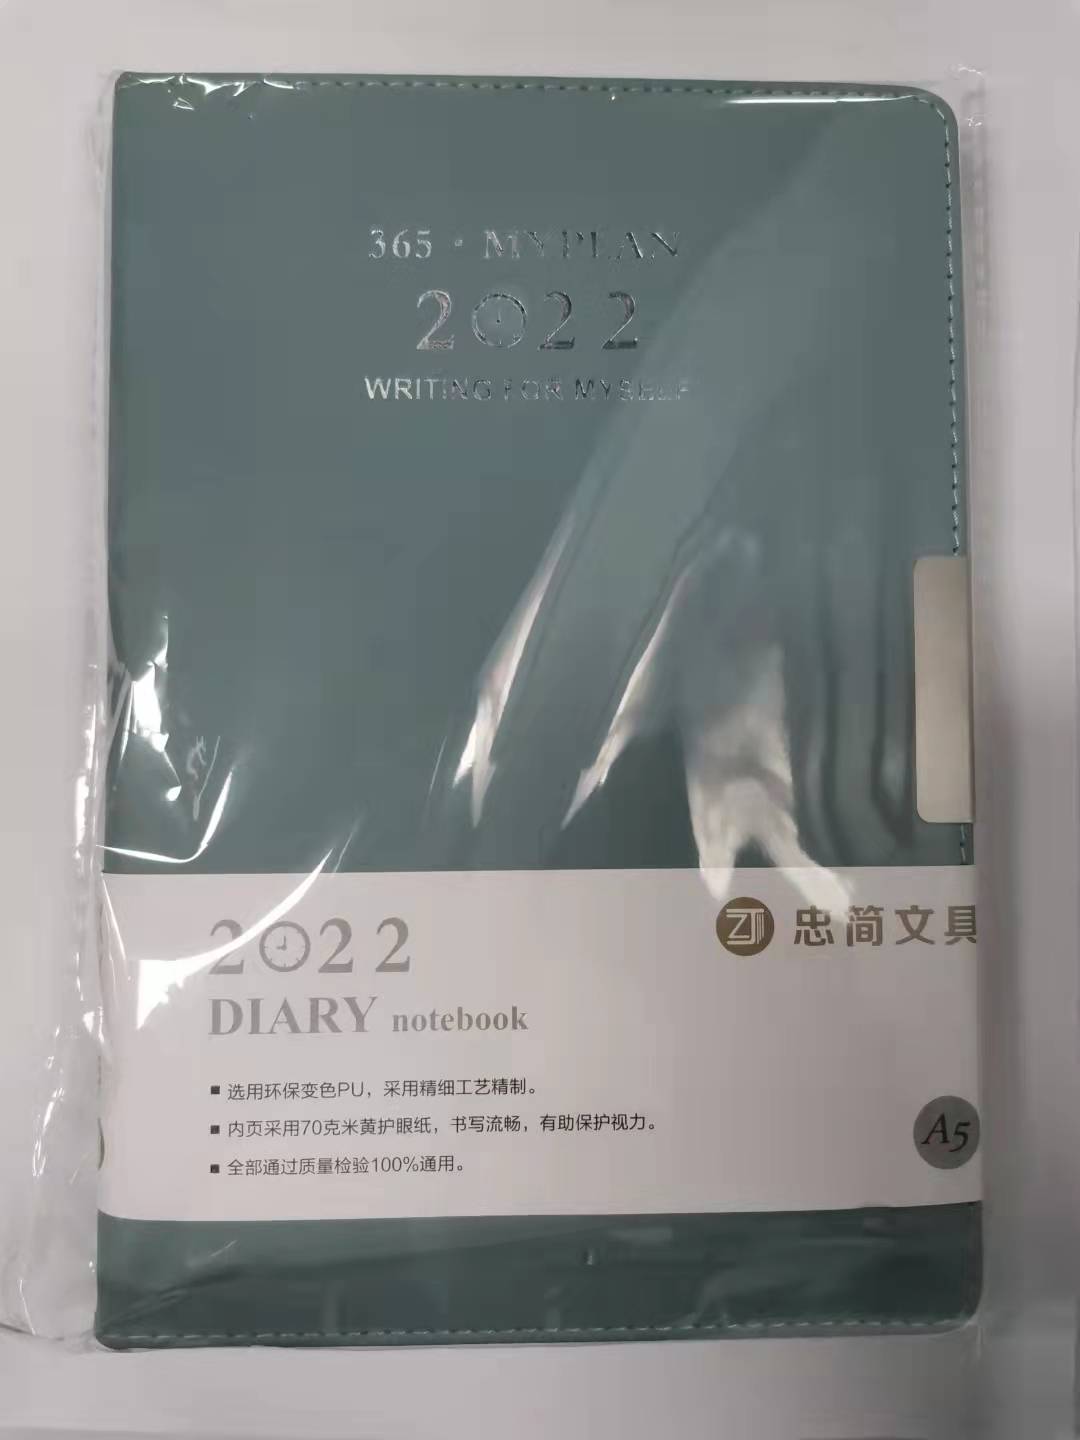 365 · MYPLAN
2022
WRITING FOR MYSELF
ZJ 忠简文具
2022
DIARY notebook
选用环保变色PU，采用精细工艺精制。
内页采用70克米黄护眼纸，书写流畅，有助保护视力。
A5
全部通过质量检验100%通用。